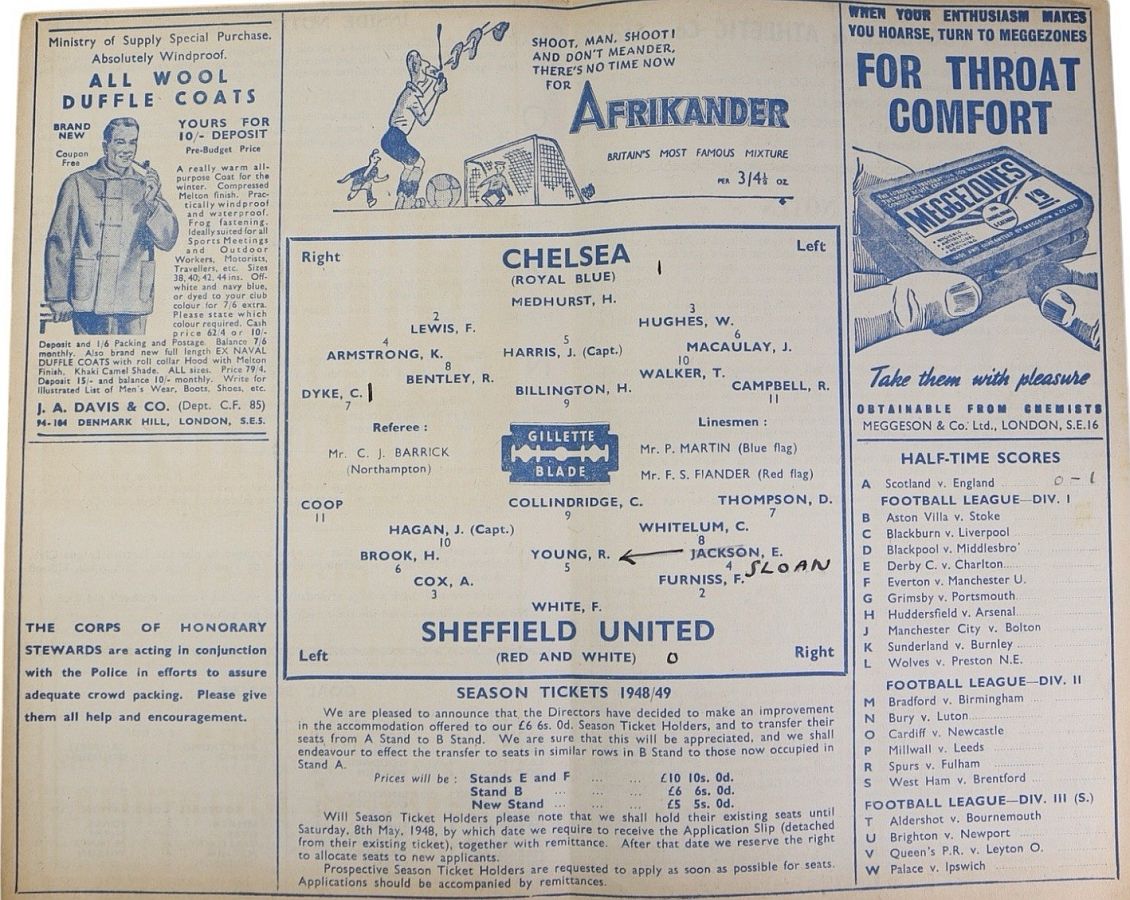 Ministry of Supply Special Purchase.
Absolutely Windproof.
ALL WOOL
DUFFLE COATS
BRAND
NEW
Coupon
Free
YOURS FOR
10/- DEPOSIT
Pre-Budget Price
A really warm all-
purpose Coat for the
winter. Compressed
Melton finish. Prac-
tically windproof
and waterproof.
Frog fastening.
Ideally suited for all
Sports Meetings
and Outdoor
Workers, Motorists,
Travellers, etc. Sizes
38, 40, 42, 44 ins. Off-
white and navy blue,
or dyed to your club
colour for 7/6 extra.
Please state which
colour required. Cash
price 62/4 or 10/-
Deposit and 1/6 Packing and Postage. Balance 7/6
monthly. Also brand new full length EX NAVAL
DUFFLE COATS with roll collar Hood with Melton
Finish. Khaki Camel Shade. ALL sizes. Price 79/4.
Deposit 15/- and balance 10/- monthly. Write for
Illustrated List of Men's Wear, Boots, Shoes, etc.
J. A. DAVIS & CO. (Dept. C.F. 85)
94-104 DENMARK HILL, LONDON, S.E.5.
THE CORPS OF HONORARY
STEWARDS are acting in conjunction
with the Police in efforts to assure
adequate crowd packing. Please give
them all help and encouragement.
SHOOT, MAN, SHOOT!
AND DON'T MEANDER,
THERE'S NO TIME NOW
FOR
AFRIKANDER
BRITAIN'S MOST FAMOUS MIXTURE
PER 3/4½ OZ
Right
CHELSEA
Left
(ROYAL BLUE)
1
MEDHURST, H.
2
LEWIS, F.
3
HUGHES, W.
4
ARMSTRONG, K.
5
HARRIS, J. (Capt.)
6
MACAULAY, J.
8
BENTLEY, R.
10
WALKER, T.
DYKE, C. 1
7
BILLINGTON, H.
9
CAMPBELL, R.
11
Referee :
Mr. C. J. BARRICK
(Northampton)
GILLETTE
BLADE
Linesmen :
Mr. P. MARTIN (Blue flag)
Mr. F. S. FIANDER (Red flag)
COOP
11
COLLINDRIDGE, C.
9
THOMPSON, D.
7
HAGAN, J. (Capt.)
10
WHITELUM, C.
8
BROOK, H.
6
YOUNG, R.
5
JACKSON, E.
4
SLOAN
COX, A.
3
FURNISS, F.
2
WHITE, F.
SHEFFIELD UNITED
Left
(RED AND WHITE) 0
Right
SEASON TICKETS 1948/49
We are pleased to announce that the Directors have decided to make an improvement
in the accommodation offered to our £6 6s. 0d. Season Ticket Holders, and to transfer their
seats from A Stand to B Stand. We are sure that this will be appreciated, and we shall
endeavour to effect the transfer to seats in similar rows in B Stand to those now occupied in
Stand A.
Prices will be : Stands E and F ... ... £10 10s. 0d.
Stand B ... ... £6 6s. 0d.
New Stand ... ... £5 5s. 0d.
Will Season Ticket Holders please note that we shall hold their existing seats until
Saturday, 8th May, 1948, by which date we require to receive the Application Slip (detached
from their existing ticket), together with remittance. After that date we reserve the right
to allocate seats to new applicants.
Prospective Season Ticket Holders are requested to apply as soon as possible for seats.
Applications should be accompanied by remittances.
WHEN YOUR ENTHUSIASM MAKES
YOU HOARSE, TURN TO MEGGEZONES
FOR THROAT
COMFORT
MEGGEZONES
Take them with pleasure
OBTAINABLE FROM CHEMISTS
MEGGESON & Co. Ltd., LONDON, S.E.16
HALF-TIME SCORES
A Scotland v. England 0-1
FOOTBALL LEAGUE—DIV. I
B Aston Villa v. Stoke
C Blackburn v. Liverpool
D Blackpool v. Middlesbro'
E Derby C. v. Charlton
F Everton v. Manchester U.
G Grimsby v. Portsmouth
H Huddersfield v. Arsenal
J Manchester City v. Bolton
K Sunderland v. Burnley
L Wolves v. Preston N.E.
FOOTBALL LEAGUE—DIV. II
M Bradford v. Birmingham
N Bury v. Luton
O Cardiff v. Newcastle
P Millwall v. Leeds
R Spurs v. Fulham
S West Ham v. Brentford
FOOTBALL LEAGUE—DIV. III (S.)
T Aldershot v. Bournemouth
U Brighton v. Newport
V Queen's P.R. v. Leyton O.
W Palace v. Ipswich